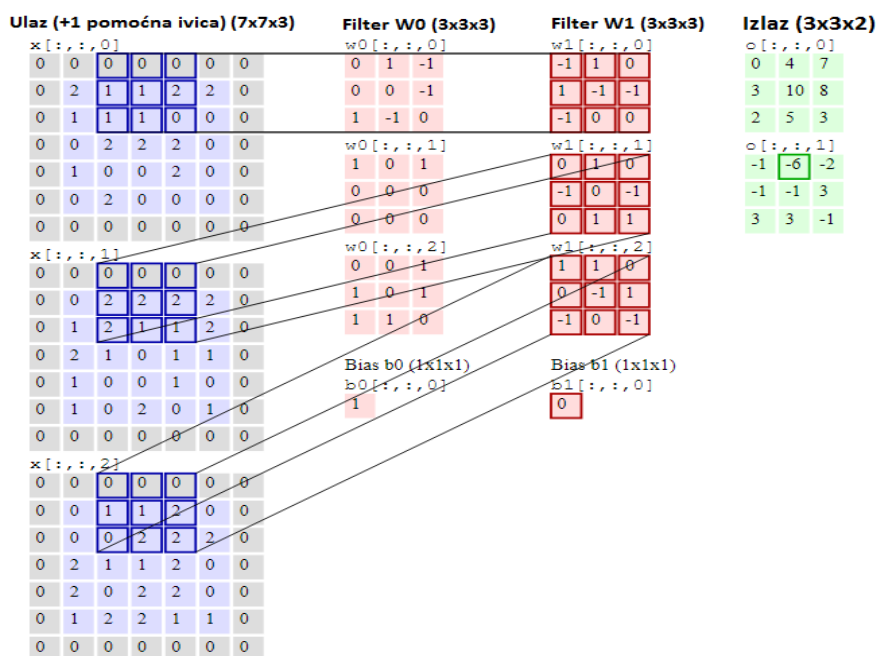 Ulaz (+1 pomoćna ivica) (7x7x3)
x[:,:,0]
0 0 0 0 0 0 0
0 2 1 1 2 2 0
0 1 1 1 0 0 0
0 0 2 2 2 0 0
0 1 0 0 2 0 0
0 0 2 0 0 0 0
0 0 0 0 0 0 0
x[:,:,1]
0 0 0 0 0 0 0
0 0 2 2 2 2 0
0 1 2 1 1 2 0
0 2 1 0 1 1 0
0 1 0 0 1 0 0
0 1 0 2 0 1 0
0 0 0 0 0 0 0
x[:,:,2]
0 0 0 0 0 0 0
0 0 1 1 2 0 0
0 0 0 2 2 2 0
0 2 1 1 2 0 0
0 2 0 2 2 0 0
0 1 2 2 1 1 0
0 0 0 0 0 0 0
Filter W0 (3x3x3)
w0[:,:,0]
0 1 -1
0 0 -1
1 -1 0
w0[:,:,1]
1 0 1
0 0 0
0 0 0
w0[:,:,2]
0 0 1
1 0 1
1 1 0
Bias b0 (1x1x1)
b0[:,:,0]
1
Filter W1 (3x3x3)
w1[:,:,0]
-1 1 0
1 -1 -1
-1 0 0
w1[:,:,1]
0 1 0
-1 0 -1
0 1 1
w1[:,:,2]
1 1 0
0 -1 1
-1 0 -1
Bias b1 (1x1x1)
b1[:,:,0]
0
Izlaz (3x3x2)
o[:,:,0]
0 4 7
3 10 8
2 5 3
o[:,:,1]
-1 -6 -2
-1 -1 3
3 3 -1